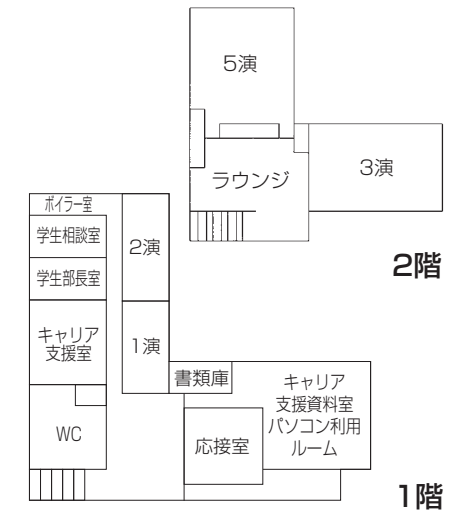 5演
ラウンジ
3演
2階
ボイラー室
学生相談室
学生部長室
キャリア
支援室
WC
2演
1演
書類庫
応接室
キャリア
支援資料室
パソコン利用
ルーム
1階